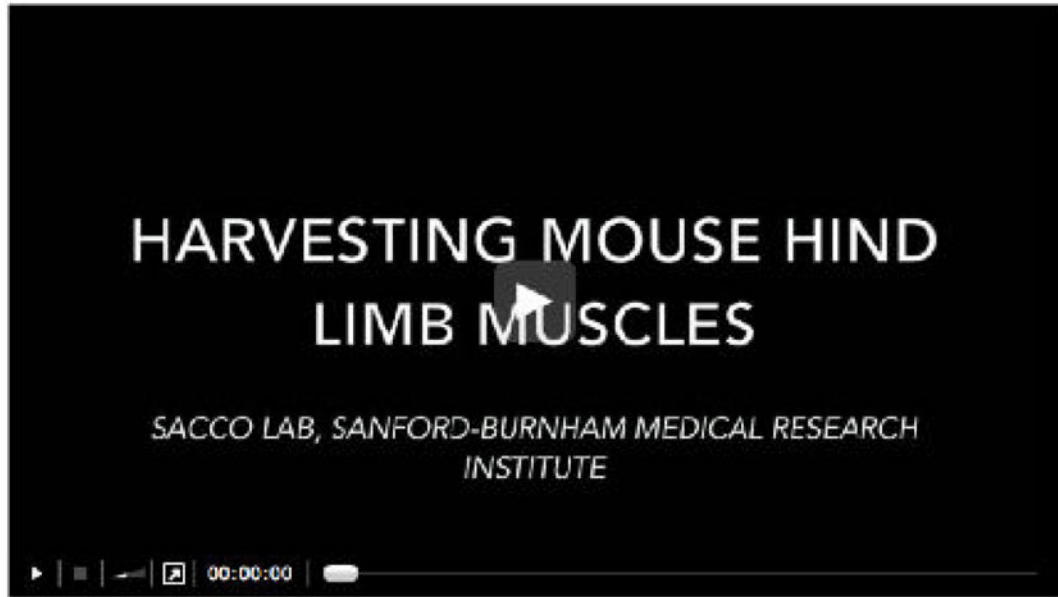 HARVESTING MOUSE HIND
LIMB MUSCLES
SACCO LAB, SANFORD-BURNHAM MEDICAL RESEARCH
INSTITUTE
00:00:00